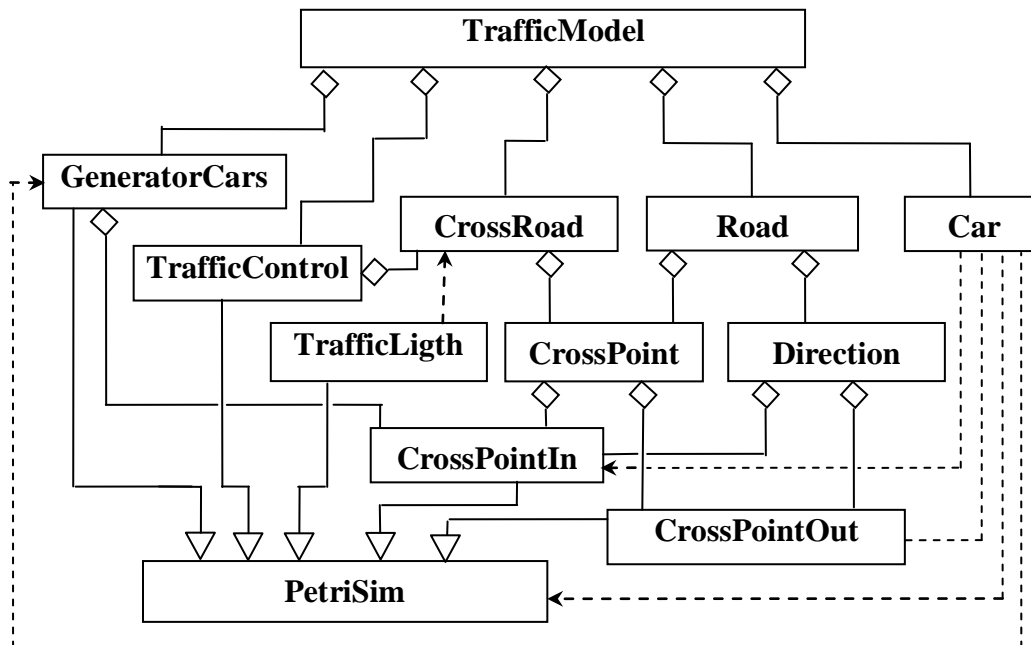 TrafficModel
GeneratorCars
CrossRoad
Road
Car
TrafficControl
TrafficLigth
CrossPoint
Direction
CrossPointIn
CrossPointOut
PetriSim